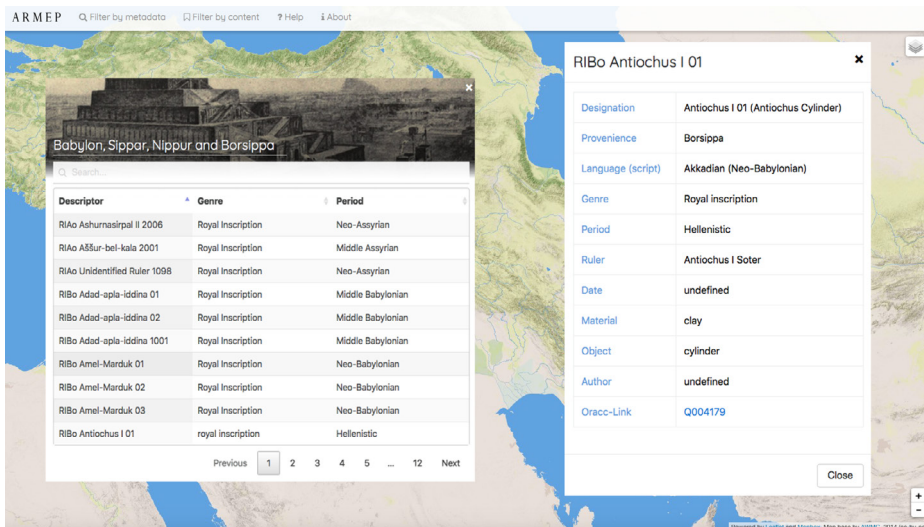 ARMEP Filter by metadata Filter by content ? Help i About
Babylon, Sippar, Nippur and Borsippa
Search...
Descriptor Genre Period
RIAo Ashurnasirpal II 2006 Royal Inscription Neo-Assyrian
RIAo Aššur-bel-kala 2001 Royal Inscription Middle Assyrian
RIAo Unidentified Ruler 1098 Royal Inscription Neo-Assyrian
RIBo Adad-apla-iddina 01 Royal Inscription Middle Babylonian
RIBo Adad-apla-iddina 02 Royal Inscription Middle Babylonian
RIBo Adad-apla-iddina 1001 Royal Inscription Middle Babylonian
RIBo Amel-Marduk 01 Royal Inscription Neo-Babylonian
RIBo Amel-Marduk 02 Royal Inscription Neo-Babylonian
RIBo Amel-Marduk 03 Royal Inscription Neo-Babylonian
RIBo Antiochus I 01 royal inscription Hellenistic
Previous 1 2 3 4 5 ... 12 Next
RIBo Antiochus I 01
Designation Antiochus I 01 (Antiochus Cylinder)
Provenience Borsippa
Language (script) Akkadian (Neo-Babylonian)
Genre Royal inscription
Period Hellenistic
Ruler Antiochus I Soter
Date undefined
Material clay
Object cylinder
Author undefined
Oracc-Link Q004179
Close
+
-